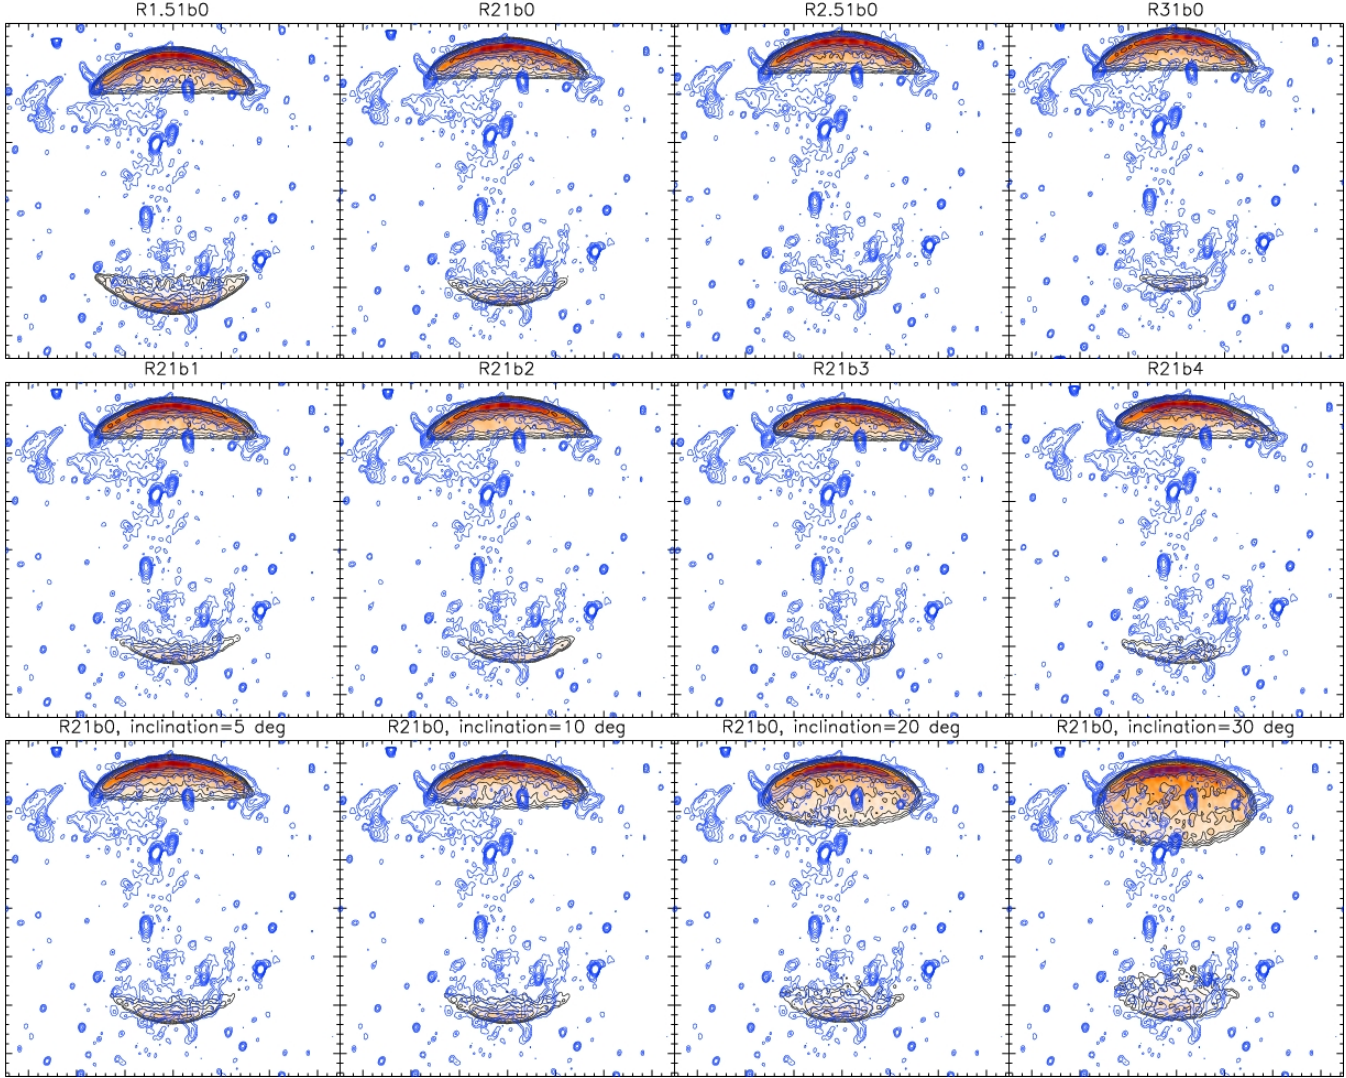 R1.51b0 R21b0 R2.51b0 R31b0
R21b1 R21b2 R21b3 R21b4
R21b0, inclination=5 deg R21b0, inclination=10 deg R21b0, inclination=20 deg R21b0, inclination=30 deg